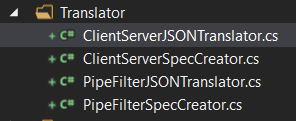 Translator
+ C# ClientServerJSONTranslator.cs
+ C# ClientServerSpecCreator.cs
+ C# PipeFilterJSONTranslator.cs
+ C# PipeFilterSpecCreator.cs